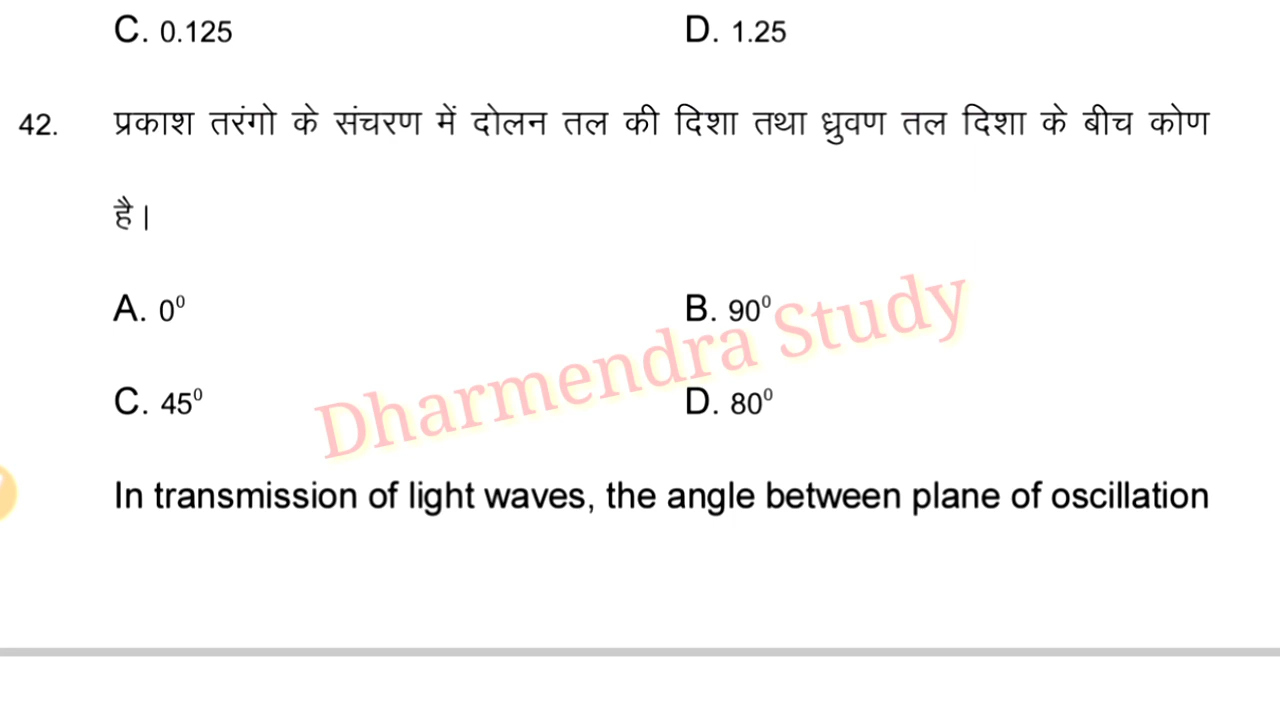 C. 0.125 D. 1.25
42. प्रकाश तरंगो के संचरण में दोलन तल की दिशा तथा ध्रुवण तल दिशा के बीच कोण
है।
A. 0⁰ B. 90⁰
C. 45⁰ D. 80⁰
Dharmendra Study
In transmission of light waves, the angle between plane of oscillation